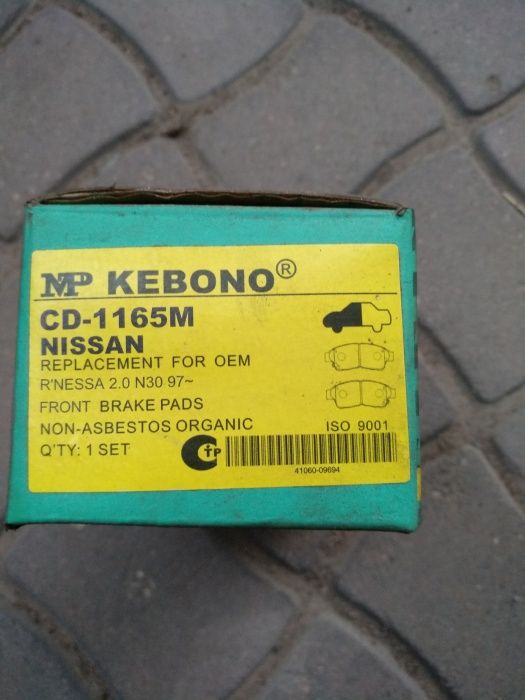 MP KEBONO®
CD-1165M
NISSAN
REPLACEMENT FOR OEM
R'NESSA 2.0 N30 97~
FRONT BRAKE PADS
NON-ASBESTOS ORGANIC
ISO 9001
Q'TY: 1 SET
СТР
41060-09694